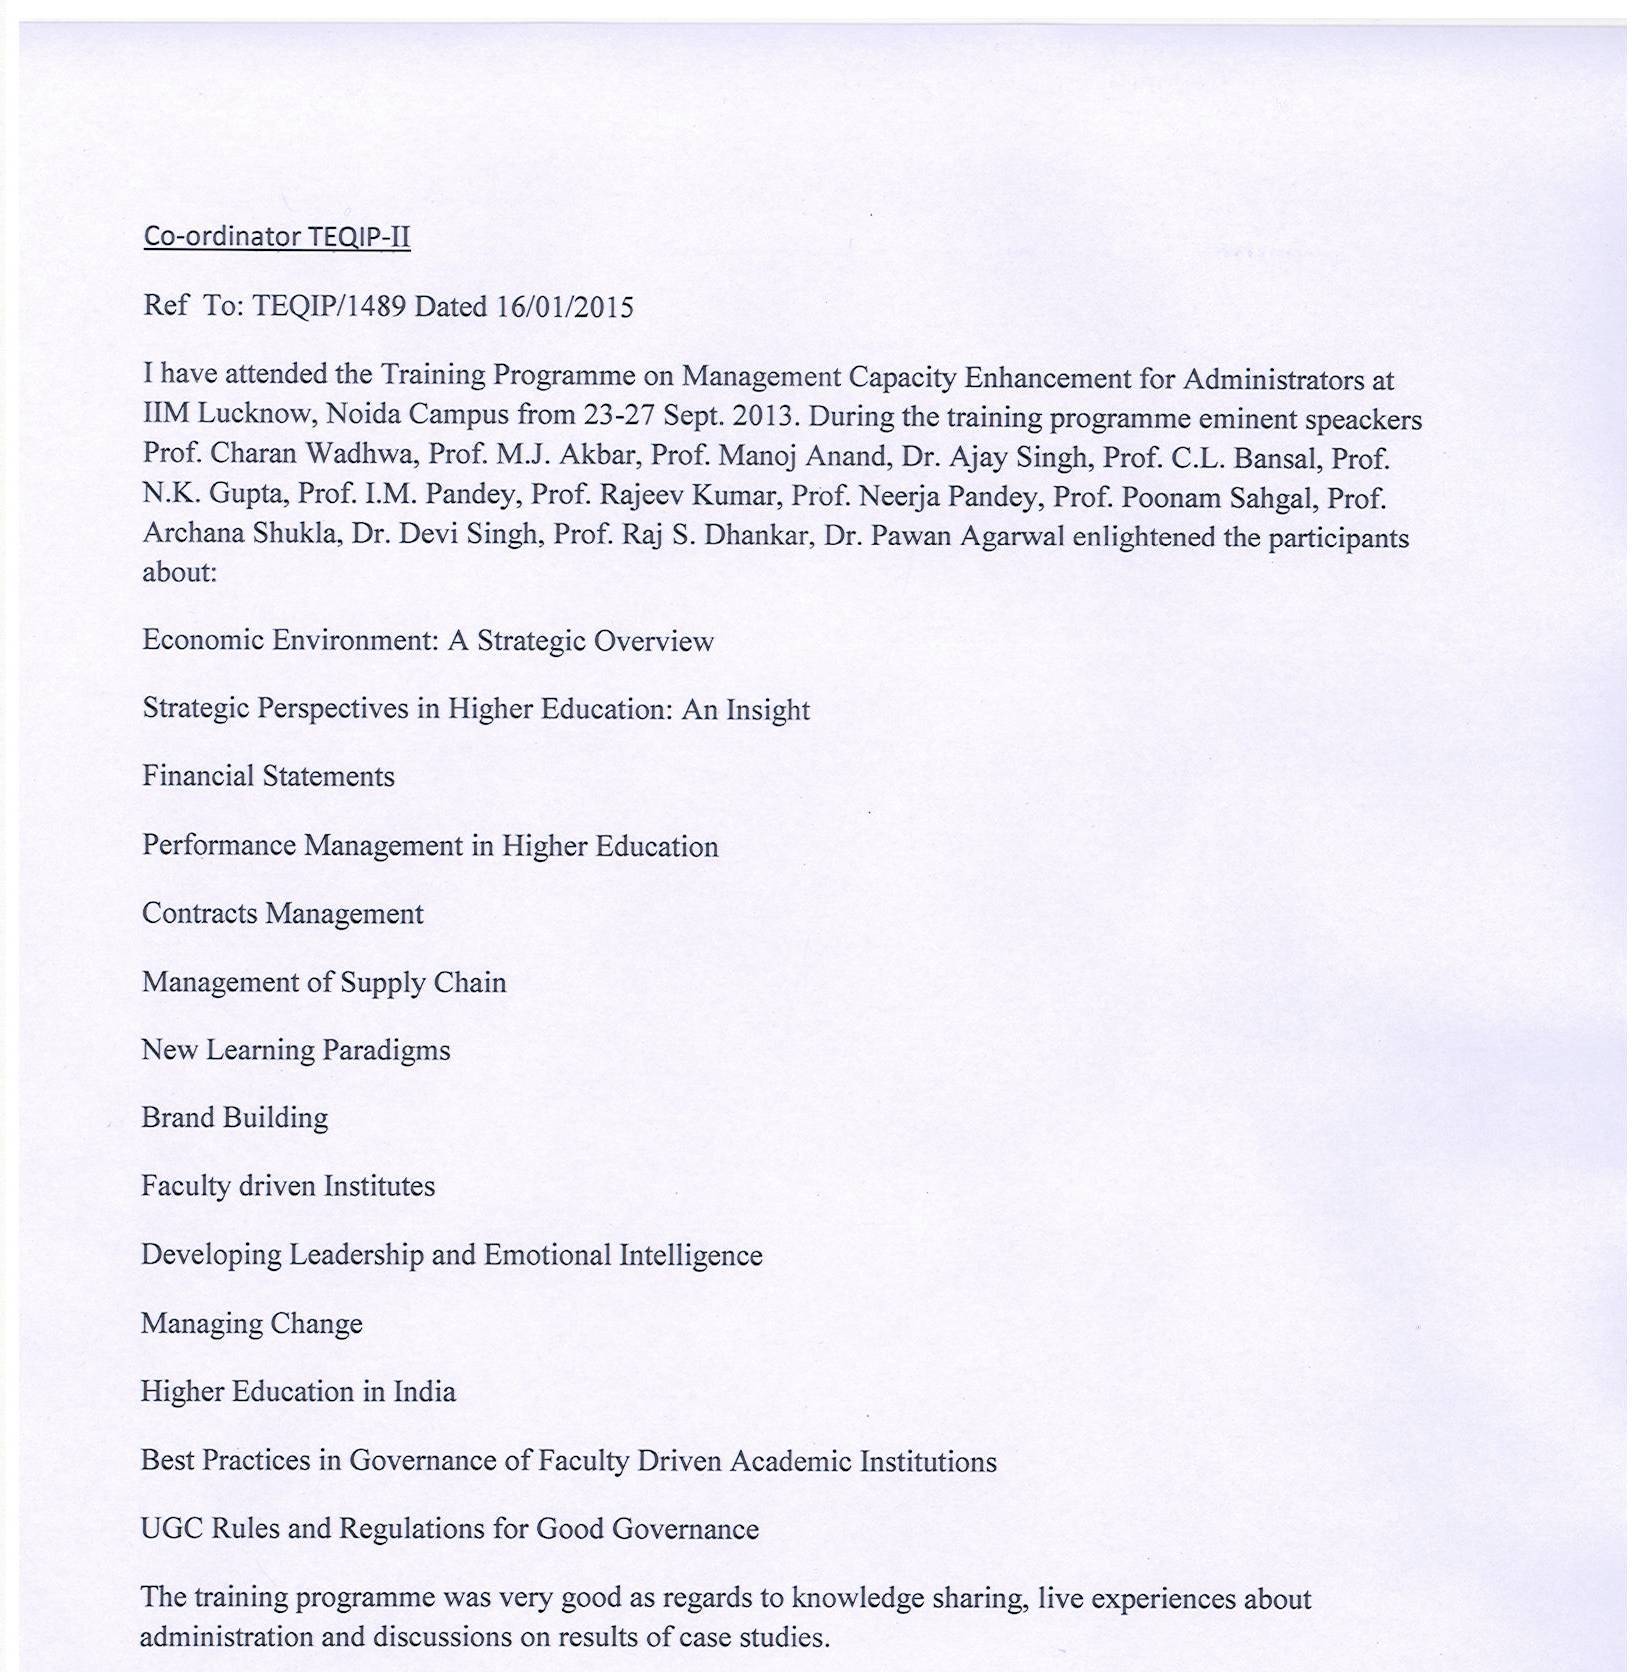 Co-ordinator TEQIP-II
Ref To: TEQIP/1489 Dated 16/01/2015
I have attended the Training Programme on Management Capacity Enhancement for Administrators at
IIM Lucknow, Noida Campus from 23-27 Sept. 2013. During the training programme eminent speackers
Prof. Charan Wadhwa, Prof. M.J. Akbar, Prof. Manoj Anand, Dr. Ajay Singh, Prof. C.L. Bansal, Prof.
N.K. Gupta, Prof. I.M. Pandey, Prof. Rajeev Kumar, Prof. Neerja Pandey, Prof. Poonam Sahgal, Prof.
Archana Shukla, Dr. Devi Singh, Prof. Raj S. Dhankar, Dr. Pawan Agarwal enlightened the participants
about:
Economic Environment: A Strategic Overview
Strategic Perspectives in Higher Education: An Insight
Financial Statements
Performance Management in Higher Education
Contracts Management
Management of Supply Chain
New Learning Paradigms
Brand Building
Faculty driven Institutes
Developing Leadership and Emotional Intelligence
Managing Change
Higher Education in India
Best Practices in Governance of Faculty Driven Academic Institutions
UGC Rules and Regulations for Good Governance
The training programme was very good as regards to knowledge sharing, live experiences about
administration and discussions on results of case studies.